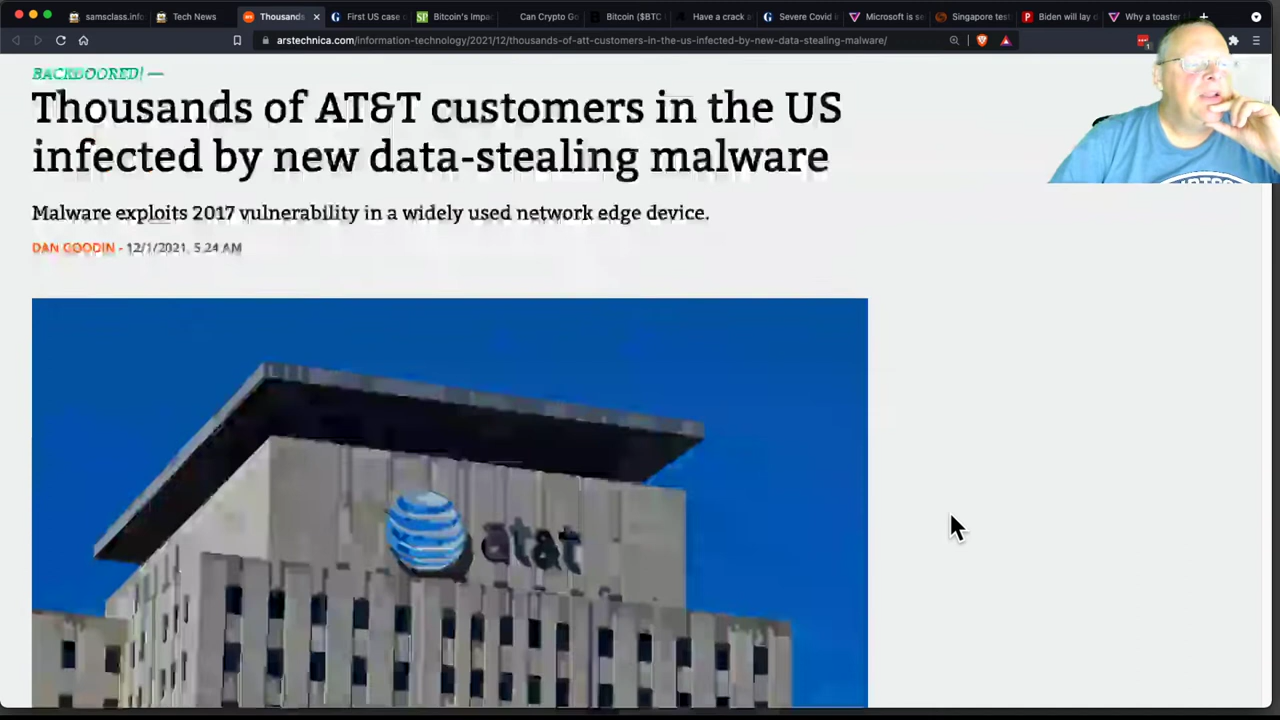 samsclass.info
Tech News
Thousands
First US case o
Bitcoin's Impa
Can Crypto Go
Bitcoin ($BTC
Have a crack a
Severe Covid i
Microsoft is se
Singapore test
Biden will lay o
Why a toaster
arstechnica.com/information-technology/2021/12/thousands-of-att-customers-in-the-us-infected-by-new-data-stealing-malware/
BACKDOORED! —
Thousands of AT&T customers in the US
infected by new data-stealing malware
Malware exploits 2017 vulnerability in a widely used network edge device.
DAN GOODIN - 12/1/2021, 5:24 AM
at&t